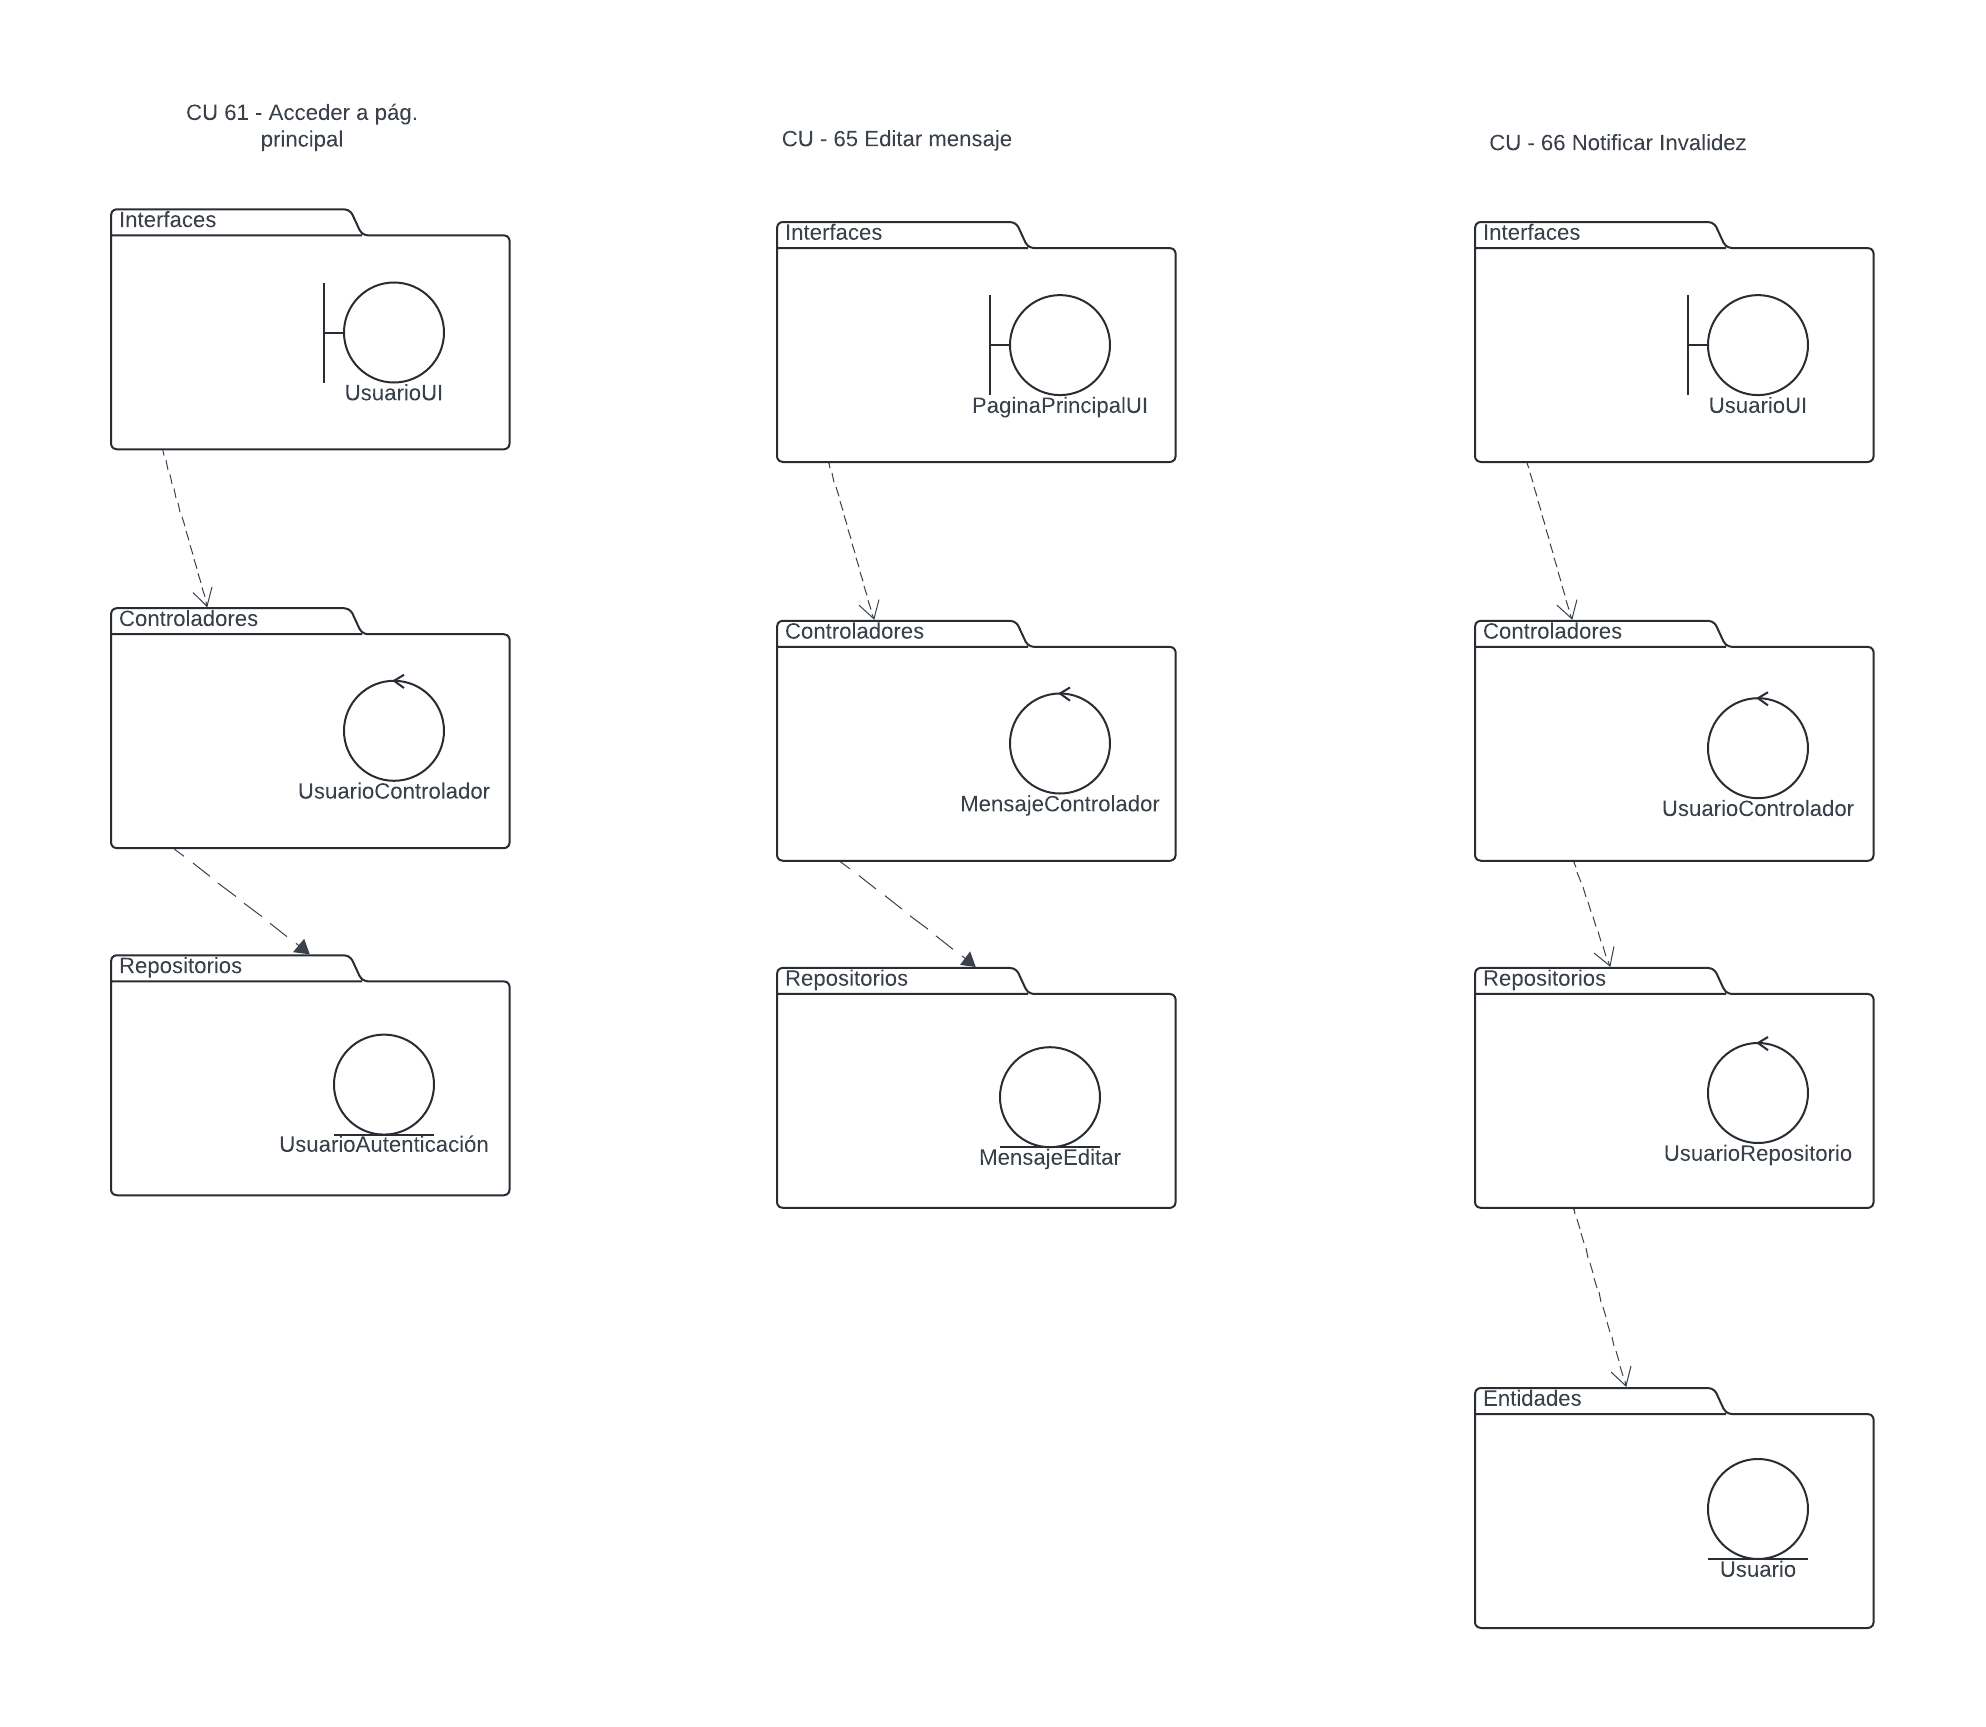 CU 61 - Acceder a pág.
principal
Interfaces
UsuarioUI
Controladores
UsuarioControlador
Repositorios
UsuarioAutenticación
CU - 65 Editar mensaje
Interfaces
PaginaPrincipalUI
Controladores
MensajeControlador
Repositorios
MensajeEditar
CU - 66 Notificar Invalidez
Interfaces
UsuarioUI
Controladores
UsuarioControlador
Repositorios
UsuarioRepositorio
Entidades
Usuario